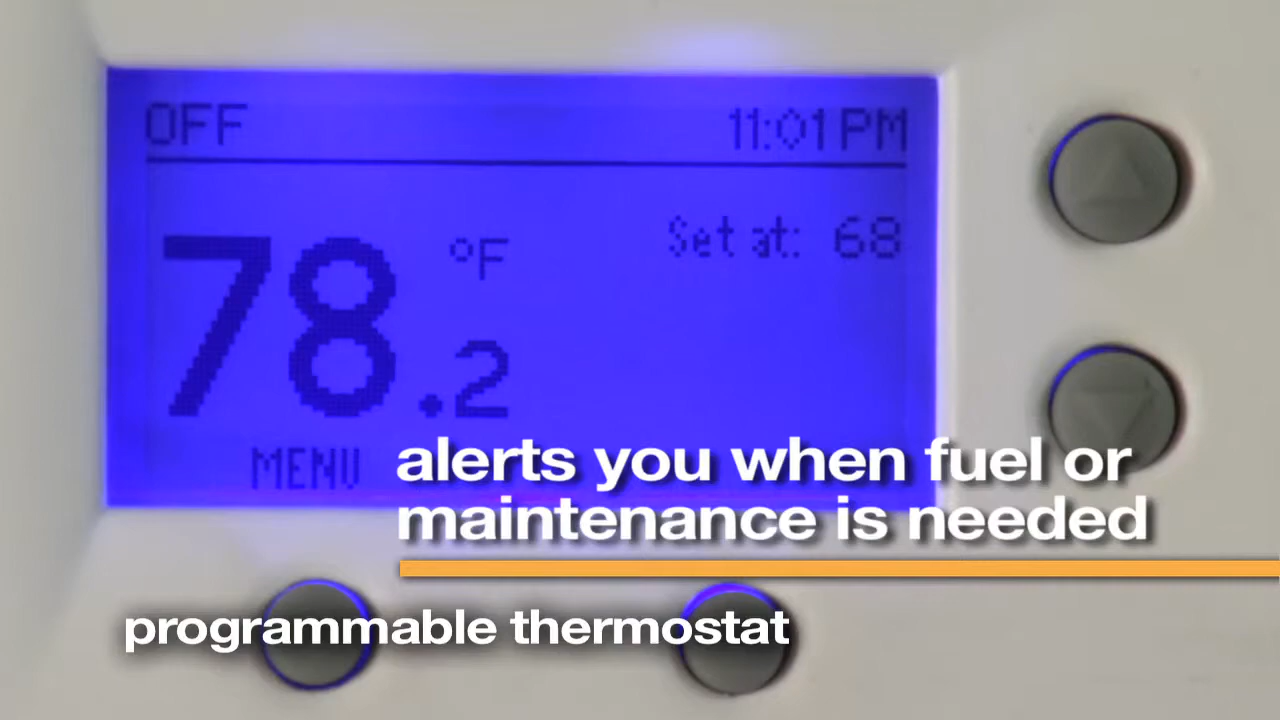 OFF 11:01 PM
Set at: 68
78.2 °F
MENU
alerts you when fuel or
maintenance is needed
programmable thermostat